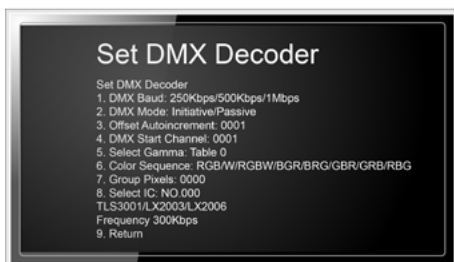 Set DMX Decoder
Set DMX Decoder
1. DMX Baud: 250Kbps/500Kbps/1Mbps
2. DMX Mode: Initiative/Passive
3. Offset Autoincrement: 0001
4. DMX Start Channel: 0001
5. Select Gamma: Table 0
6. Color Sequence: RGB/W/RGBW/BGR/BRG/GBR/GRB/RBG
7. Group Pixels: 0000
8. Select IC: NO.000
TLS3001/LX2003/LX2006
Frequency 300Kbps
9. Return